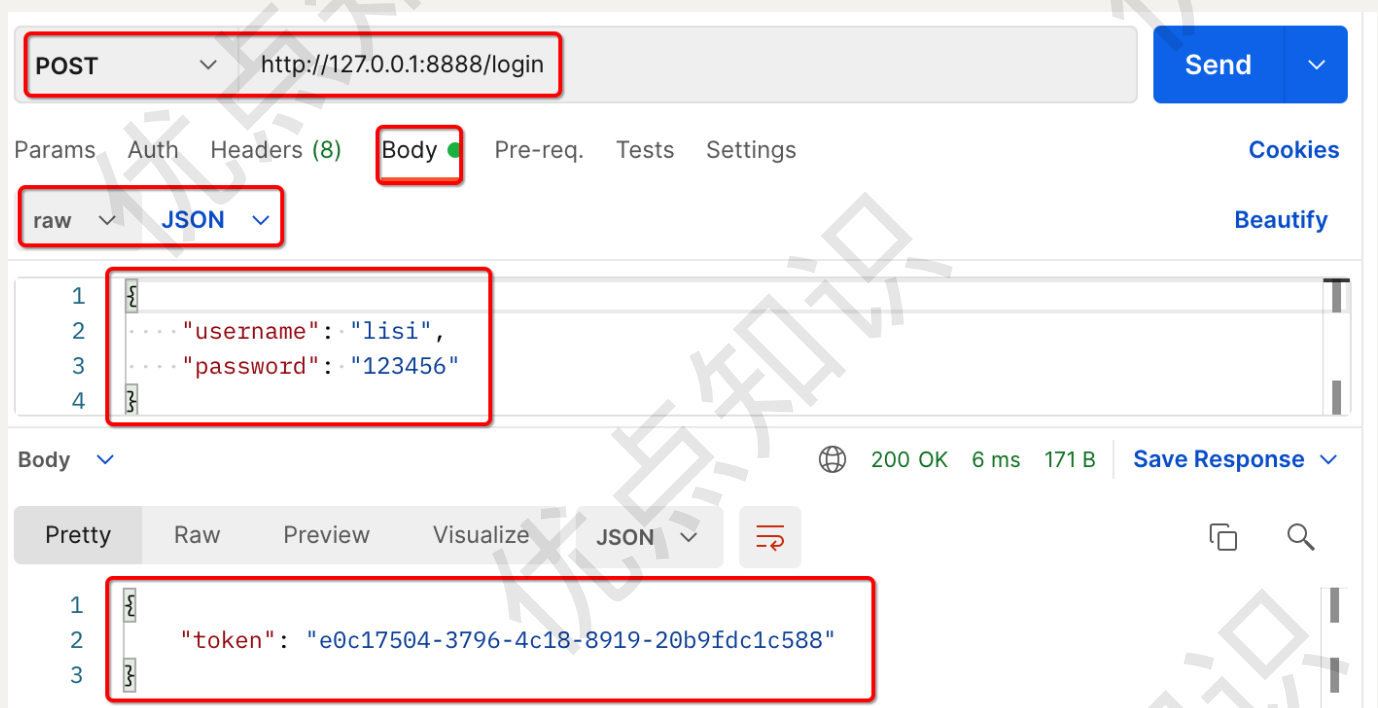 POST http://127.0.0.1:8888/login Send
Params Auth Headers (8) Body Pre-req. Tests Settings Cookies
raw JSON Beautify
1 {
2 "username": "lisi",
3 "password": "123456"
4 }
Body 200 OK 6 ms 171 B Save Response
Pretty Raw Preview Visualize JSON
1 {
2 "token": "e0c17504-3796-4c18-8919-20b9fdc1c588"
3 }
优点知识
优点知识